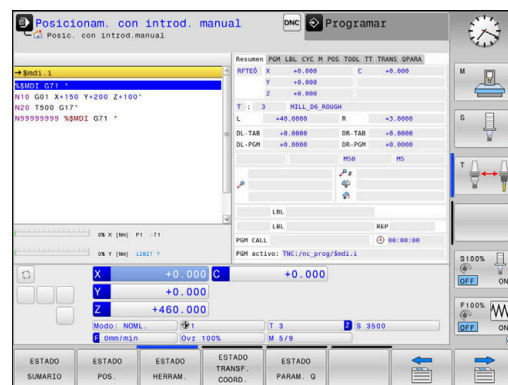 Posicionam. con introd. manual
Posic. con introd.manual
DNC
Programar
→$mdi.i
%$MDI G71 *
N10 G01 X+150 Y+200 Z+100*
N20 T500 G17*
N99999999 %$MDI G71 *
0% X [Nm] P1 -T1
0% Y [Nm] LIMIT ?
Resumen PGM LBL CYC M POS TOOL TT TRANS QPARA
X +0.000 C +0.000
Y +0.000
Z +0.000
T : 3 MILL_D6_ROUGH
L +40.0000 R +3.0000
DL-TAB +0.0000 DR-TAB +0.0000
DL-PGM +0.0000 DR-PGM +0.0000
M50 M5
LBL
LBL REP
PGM CALL 00:00:00
PGM activo: TNC:/nc_prog/$mdi.i
X +0.000 C +0.000
Y +0.000
Z +460.000
Modo: NOML. 1 T 3 Z S 3500
F 0mm/min Ovr 100% M 5/9
M
S
T
S100%
OFF ON
F100%
OFF ON
ESTADO SUMARIO
ESTADO POS.
ESTADO HERRAM.
ESTADO TRANSF. COORD.
ESTADO PARAM. Q